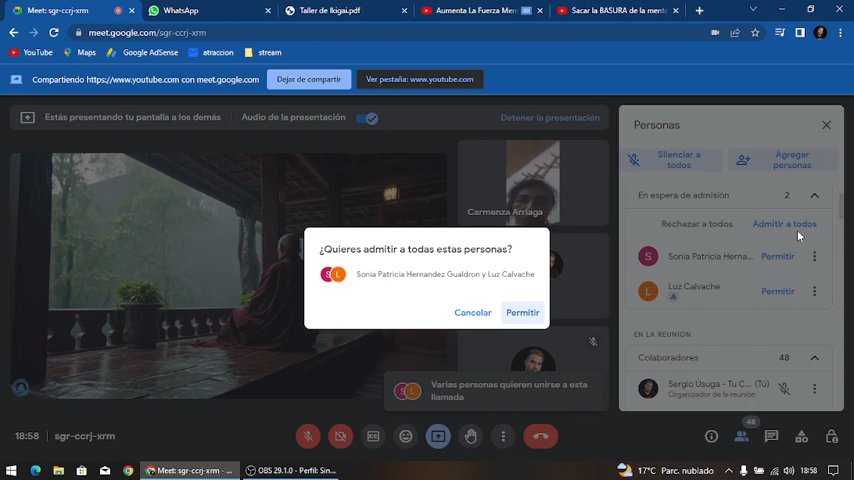 Meet: sgr-ccrj-xrm
WhatsApp
Taller de Ikigai.pdf
Aumenta La Fuerza Men
Sacar la BASURA de la ment
meet.google.com/sgr-ccrj-xrm
YouTube
Maps
Google AdSense
atraccion
stream
Compartiendo https://www.youtube.com con meet.google.com
Dejar de compartir
Ver pestaña: www.youtube.com
Estás presentando tu pantalla a los demás
Audio de la presentación
Detener la presentación
Personas
Silenciar a todos
Agregar personas
En espera de admisión 2
Rechazar a todos
Admitir a todos
S Sonia Patricia Herna... Permitir
L Luz Calvache Permitir
EN LA REUNIÓN
Colaboradores 48
Sergio Úsuga - Tu C... (Tú)
Organizador de la reunión
Carmenza Arriaga
¿Quieres admitir a todas estas personas?
S L Sonia Patricia Hernandez Gualdron y Luz Calvache
Cancelar
Permitir
S L Varias personas quieren unirse a esta
llamada
18:58 sgr-ccrj-xrm
48
Meet: sgr-ccrj-xrm - ...
OBS 29.1.0 - Perfil: Sin...
17°C Parc. nublado
18:58